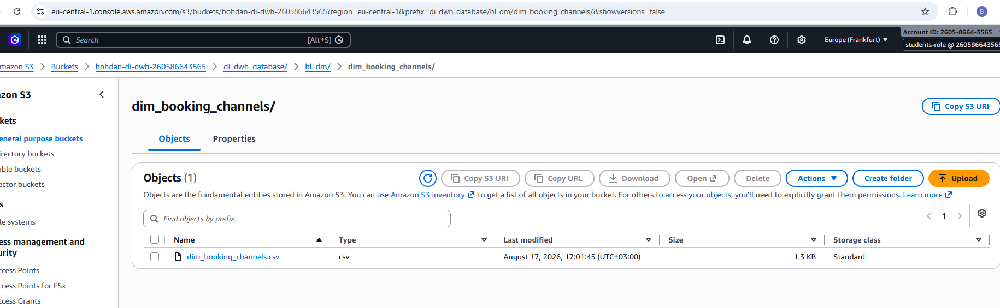 eu-central-1.console.aws.amazon.com/s3/buckets/bohdan-di-dwh-260586643565?region=eu-central-1&prefix=di_dwh_database/bl_dm/dim_booking_channels/&showversions=false
B
Search [Alt+S]
Europe (Frankfurt)
Account ID: 2605-8664-3565
students-role @ 260586643565
mazon S3 > Buckets > bohdan-di-dwh-260586643565 > di_dwh_database/ > bl_dm/ > dim_booking_channels/
zon S3
kets
eneral purpose buckets
irectory buckets
able buckets
ector buckets
s
le systems
ess management and
urity
ccess Points
ccess Points for FSx
ccess Grants
dim_booking_channels/
Copy S3 URI
Objects Properties
Objects (1)
Copy S3 URI Copy URL Download Open Delete Actions Create folder Upload
Objects are the fundamental entities stored in Amazon S3. You can use Amazon S3 inventory to get a list of all objects in your bucket. For others to access your objects, you'll need to explicitly grant them permissions. Learn more
Find objects by prefix
1
Name Type Last modified Size Storage class
dim_booking_channels.csv csv August 17, 2026, 17:01:45 (UTC+03:00) 1.3 KB Standard